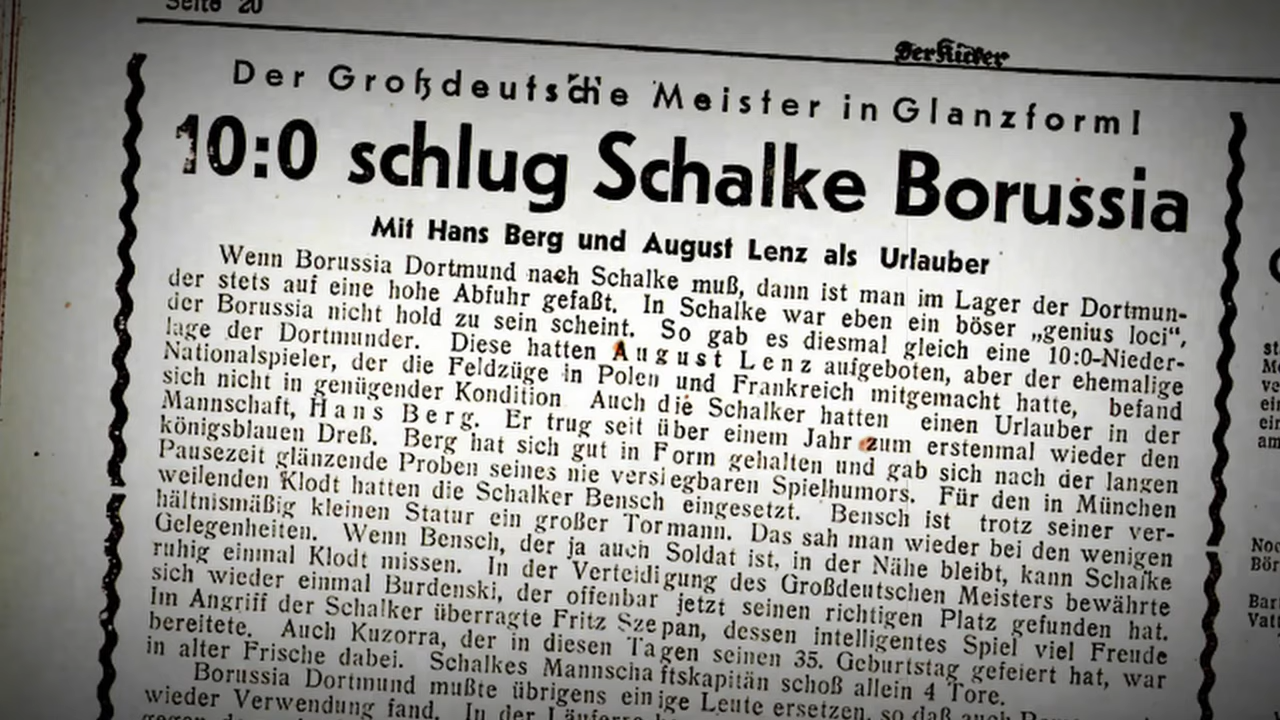 Seite 20
Der Kicker
Der Großdeutsche Meister in Glanzform!
10:0 schlug Schalke Borussia
Mit Hans Berg und August Lenz als Urlauber
Wenn Borussia Dortmund nach Schalke muß, dann ist man im Lager der Dortmun-
der stets auf eine hohe Abfuhr gefaßt. In Schalke war eben ein böser „genius loci“,
der Borussia nicht hold zu sein scheint. So gab es diesmal gleich eine 10:0-Nieder-
lage der Dortmunder. Diese hatten August Lenz aufgeboten, aber der ehemalige
Nationalspieler, der die Feldzüge in Polen und Frankreich mitgemacht hatte, befand
sich nicht in genügender Kondition. Auch die Schalker hatten einen Urlauber in der
Mannschaft, Hans Berg. Er trug seit über einem Jahr zum erstenmal wieder den
königsblauen Dreß. Berg hat sich gut in Form gehalten und gab sich nach der langen
Pausezeit glänzende Proben seines nie versiegbaren Spielhumors. Für den in München
weilenden Klodt hatten die Schalker Bensch eingesetzt. Bensch ist trotz seiner ver-
hältnismäßig kleinen Statur ein großer Tormann. Das sah man wieder bei den wenigen
Gelegenheiten. Wenn Bensch, der ja auch Soldat ist, in der Nähe bleibt, kann Schalke
ruhig einmal Klodt missen. In der Verteidigung des Großdeutschen Meisters bewährte
sich wieder einmal Burdenski, der offenbar jetzt seinen richtigen Platz gefunden hat.
Im Angriff der Schalker überragte Fritz Szepan, dessen intelligentes Spiel viel Freude
bereitete. Auch Kuzorra, der in diesen Tagen seinen 35. Geburtstag gefeiert hat, war
in alter Frische dabei. Schalkes Mannschaftskapitän schoß allein 4 Tore.
Borussia Dortmund mußte übrigens einige Leute ersetzen, so daß auch
wieder Verwendung fand. In der